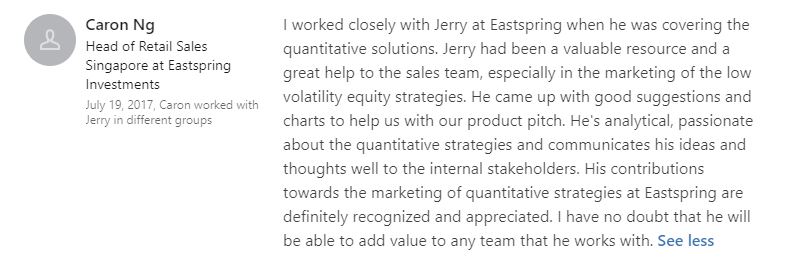 Caron Ng
Head of Retail Sales
Singapore at Eastspring
Investments
July 19, 2017, Caron worked with
Jerry in different groups
I worked closely with Jerry at Eastspring when he was covering the
quantitative solutions. Jerry had been a valuable resource and a
great help to the sales team, especially in the marketing of the low
volatility equity strategies. He came up with good suggestions and
charts to help us with our product pitch. He's analytical, passionate
about the quantitative strategies and communicates his ideas and
thoughts well to the internal stakeholders. His contributions
towards the marketing of quantitative strategies at Eastspring are
definitely recognized and appreciated. I have no doubt that he will
be able to add value to any team that he works with. See less